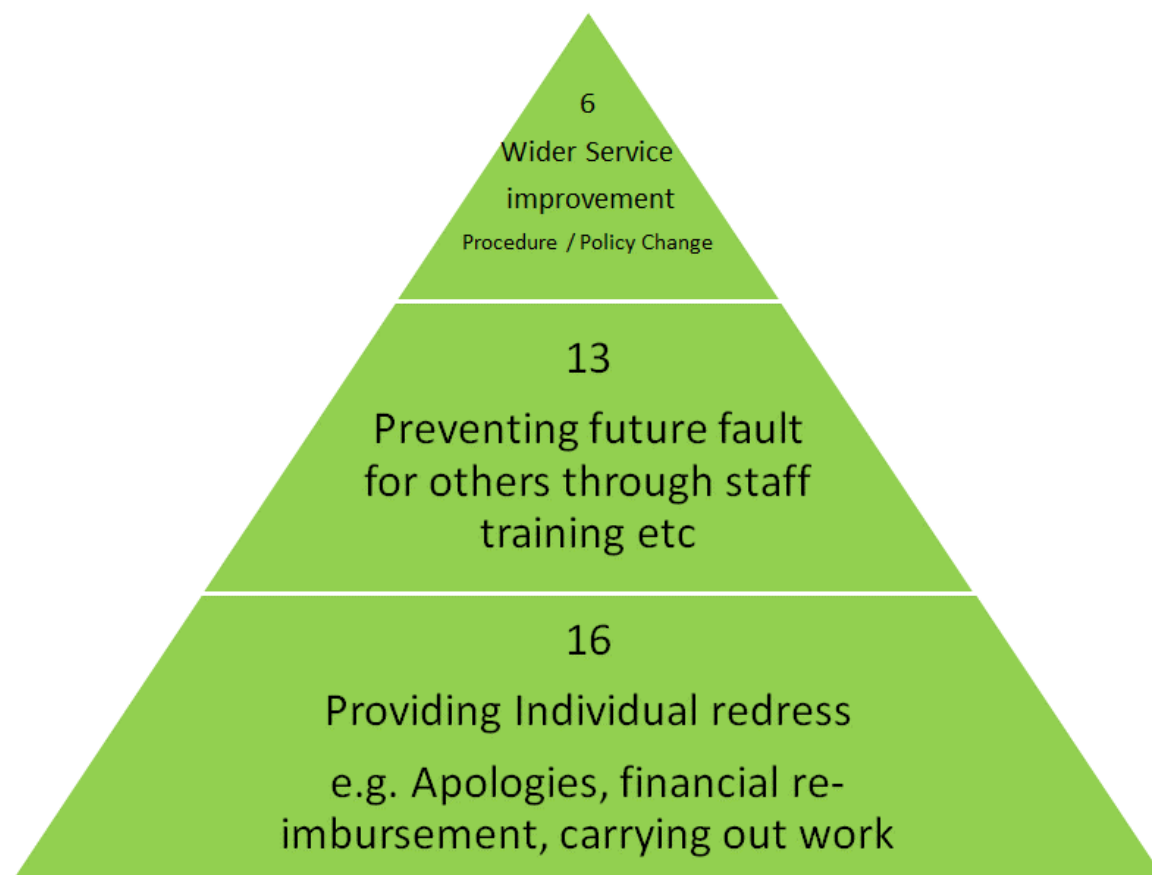 6
Wider Service
improvement
Procedure / Policy Change
13
Preventing future fault
for others through staff
training etc
16
Providing Individual redress
e.g. Apologies, financial re-
imbursement, carrying out work